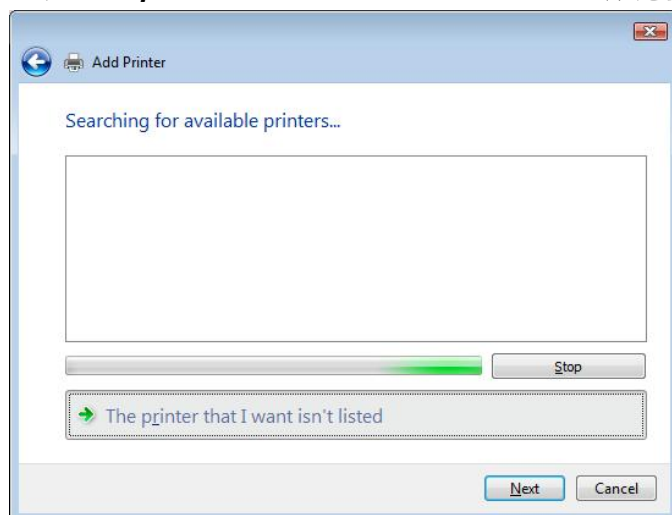 Add Printer
Searching for available printers...
Stop
The printer that I want isn't listed
Next Cancel